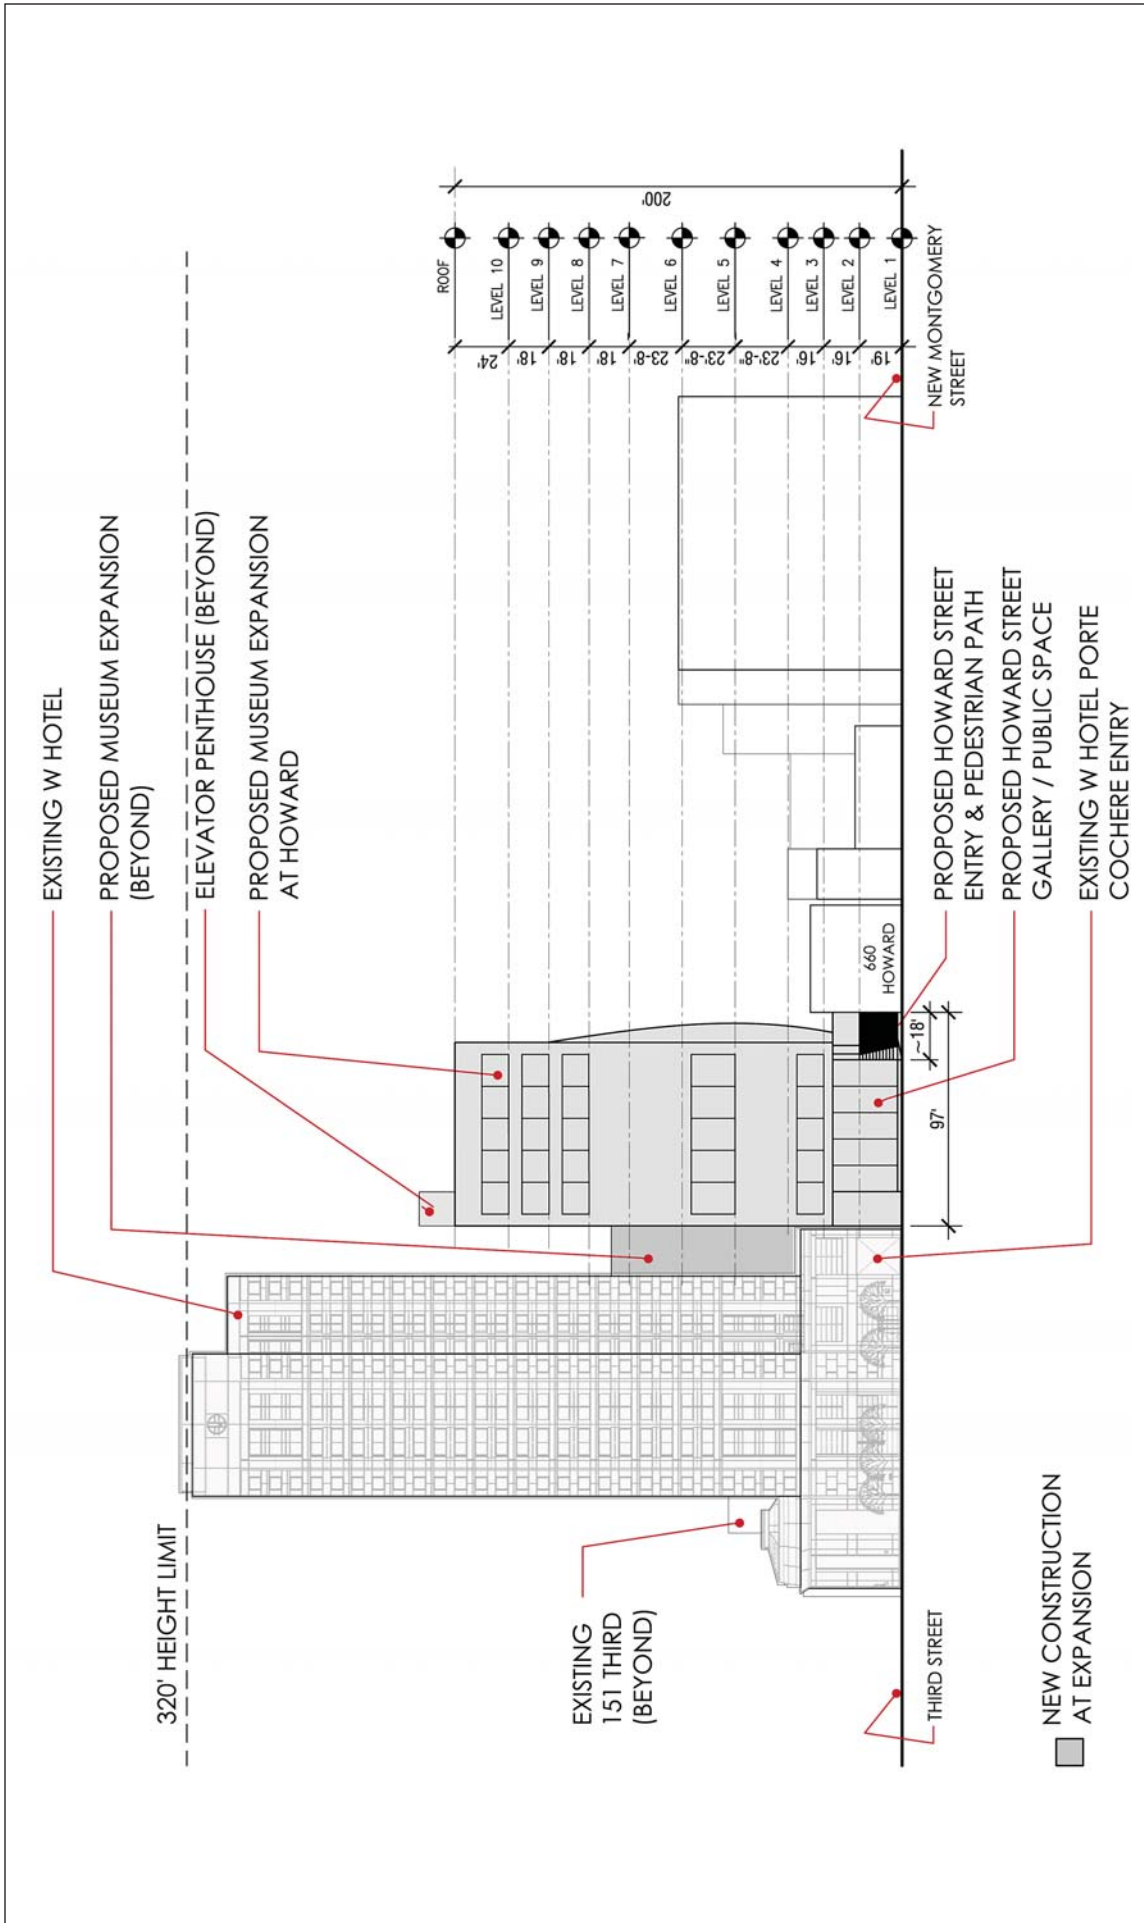 320' HEIGHT LIMIT
EXISTING W HOTEL
PROPOSED MUSEUM EXPANSION
(BEYOND)
ELEVATOR PENTHOUSE (BEYOND)
PROPOSED MUSEUM EXPANSION
AT HOWARD
EXISTING
151 THIRD
(BEYOND)
ROOF
LEVEL 10
LEVEL 9
LEVEL 8
LEVEL 7
LEVEL 6
LEVEL 5
LEVEL 4
LEVEL 3
LEVEL 2
LEVEL 1
24'
18'
18'
18'
23-8'
23'-8"
23'-8"
16'
16'
19'
200'
660
HOWARD
~18'
97'
THIRD STREET
NEW MONTGOMERY
STREET
PROPOSED HOWARD STREET
ENTRY & PEDESTRIAN PATH
PROPOSED HOWARD STREET
GALLERY / PUBLIC SPACE
EXISTING W HOTEL PORTE
COCHERE ENTRY
NEW CONSTRUCTION
AT EXPANSION